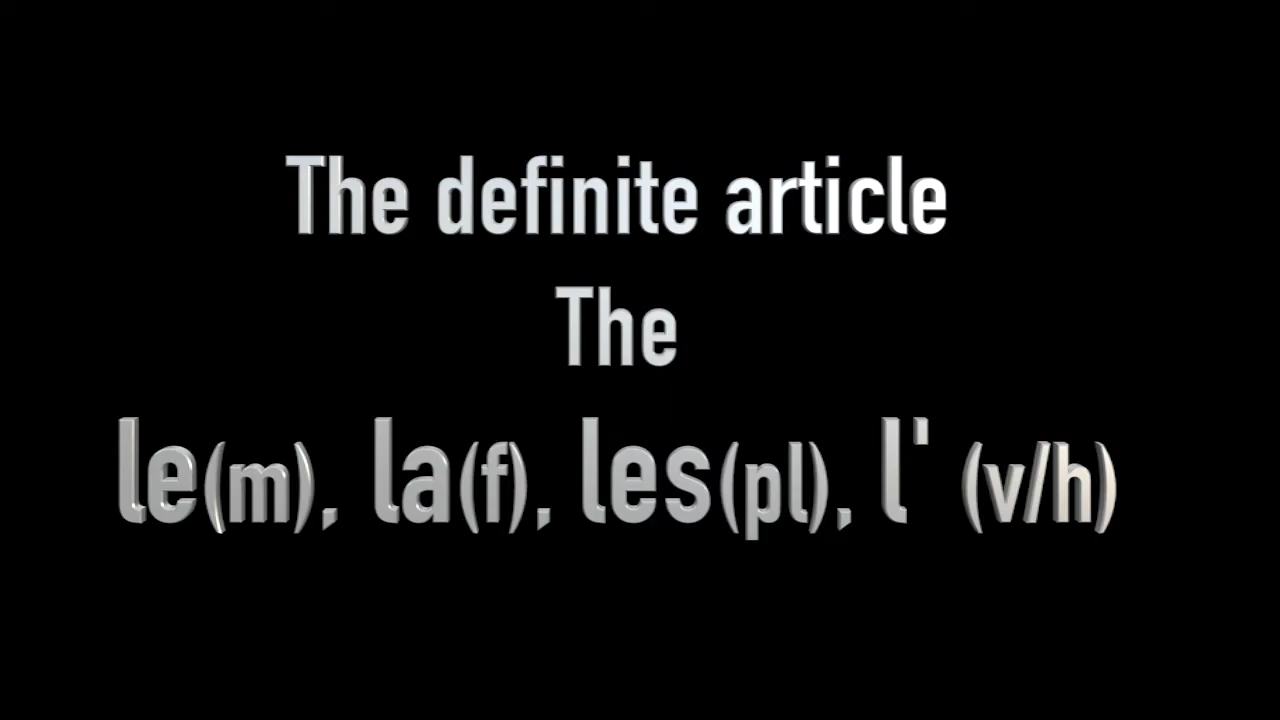 The definite article
The
le(m), la(f), les(pl), l' (v/h)